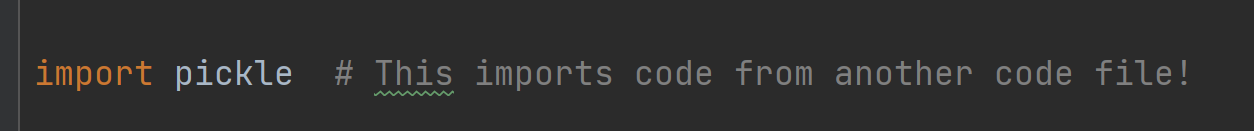 import pickle  # This imports code from another code file!